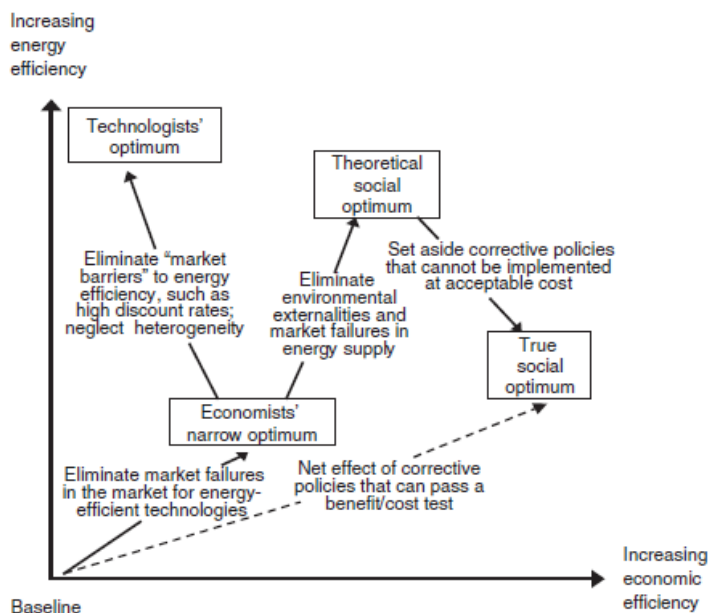 Increasing
energy
efficiency
Technologists'
optimum
Theoretical
social
optimum
Eliminate "market
barriers" to energy
efficiency, such as
high discount rates;
neglect heterogeneity
Eliminate
environmental
externalities and
market failures in
energy supply
Set aside corrective policies
that cannot be implemented
at acceptable cost
True
social
optimum
Economists'
narrow optimum
Eliminate market failures
in the market for energy-
efficient technologies
Net effect of corrective
policies that can pass a
benefit/cost test
Increasing
economic
efficiency
Baseline